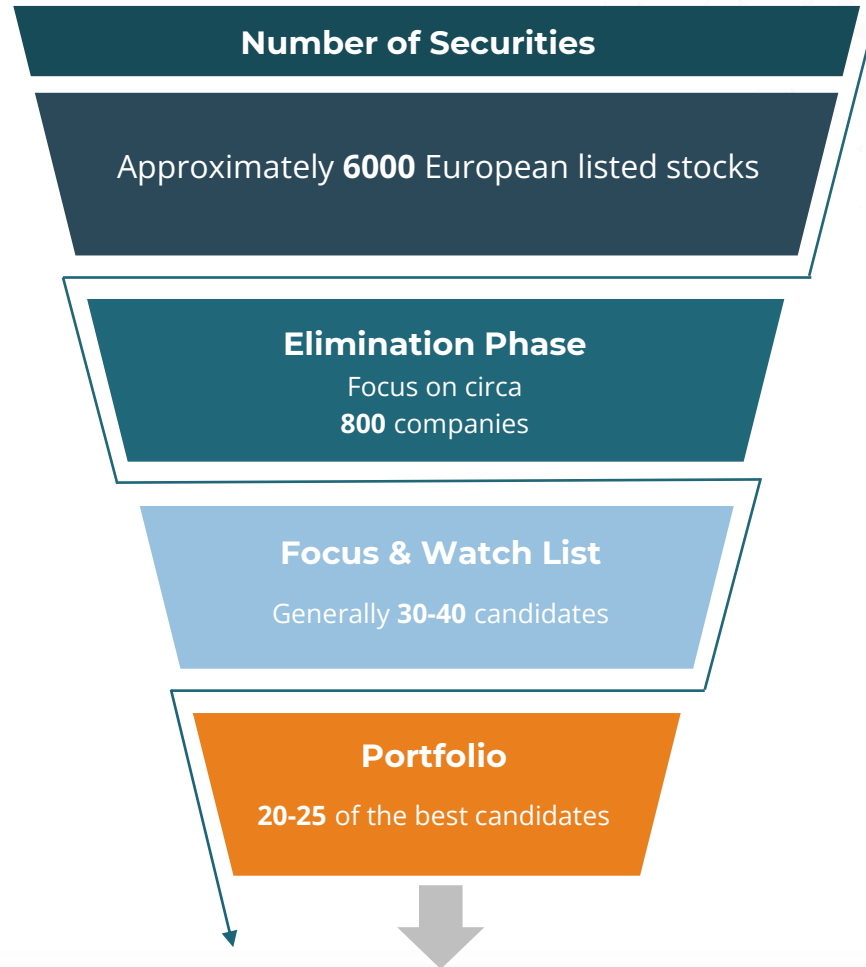 Number of Securities
Approximately 6000 European listed stocks
Elimination Phase
Focus on circa
800 companies
Focus & Watch List
Generally 30-40 candidates
Portfolio
20-25 of the best candidates